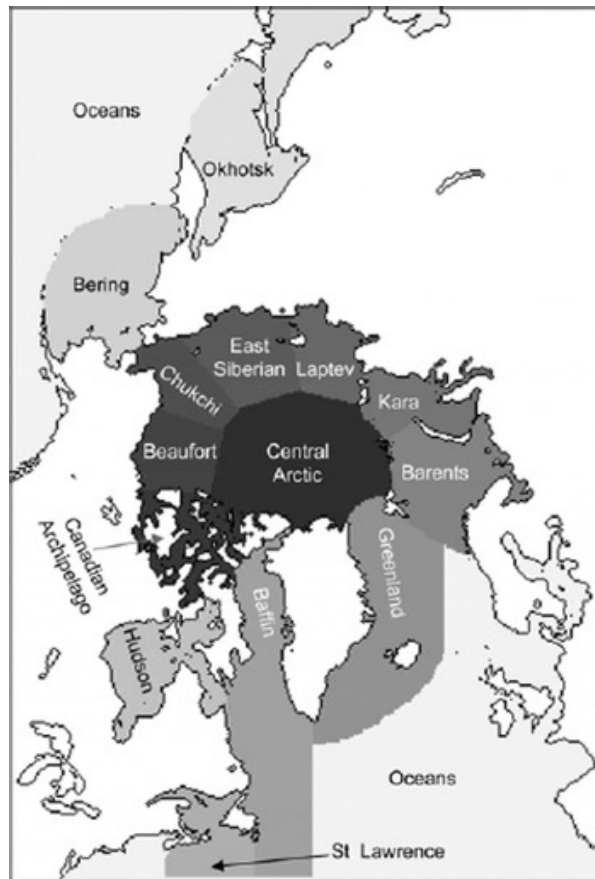 Oceans
Okhotsk
Bering
East
Siberian
Laptev
Chukchi
Kara
Beaufort
Central
Arctic
Barents
Canadian
Archipelago
Greenland
Baffin
Hudson
Oceans
St Lawrence